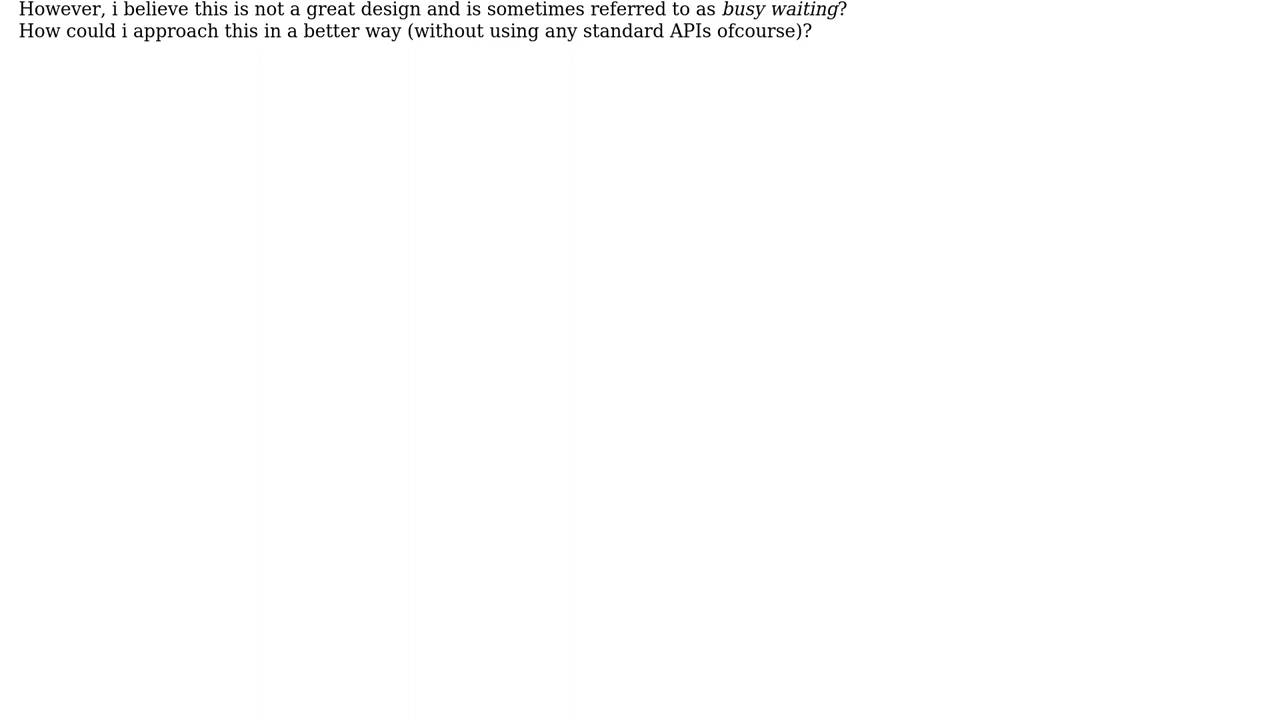 However, i believe this is not a great design and is sometimes referred to as busy waiting?
How could i approach this in a better way (without using any standard APIs ofcourse)?